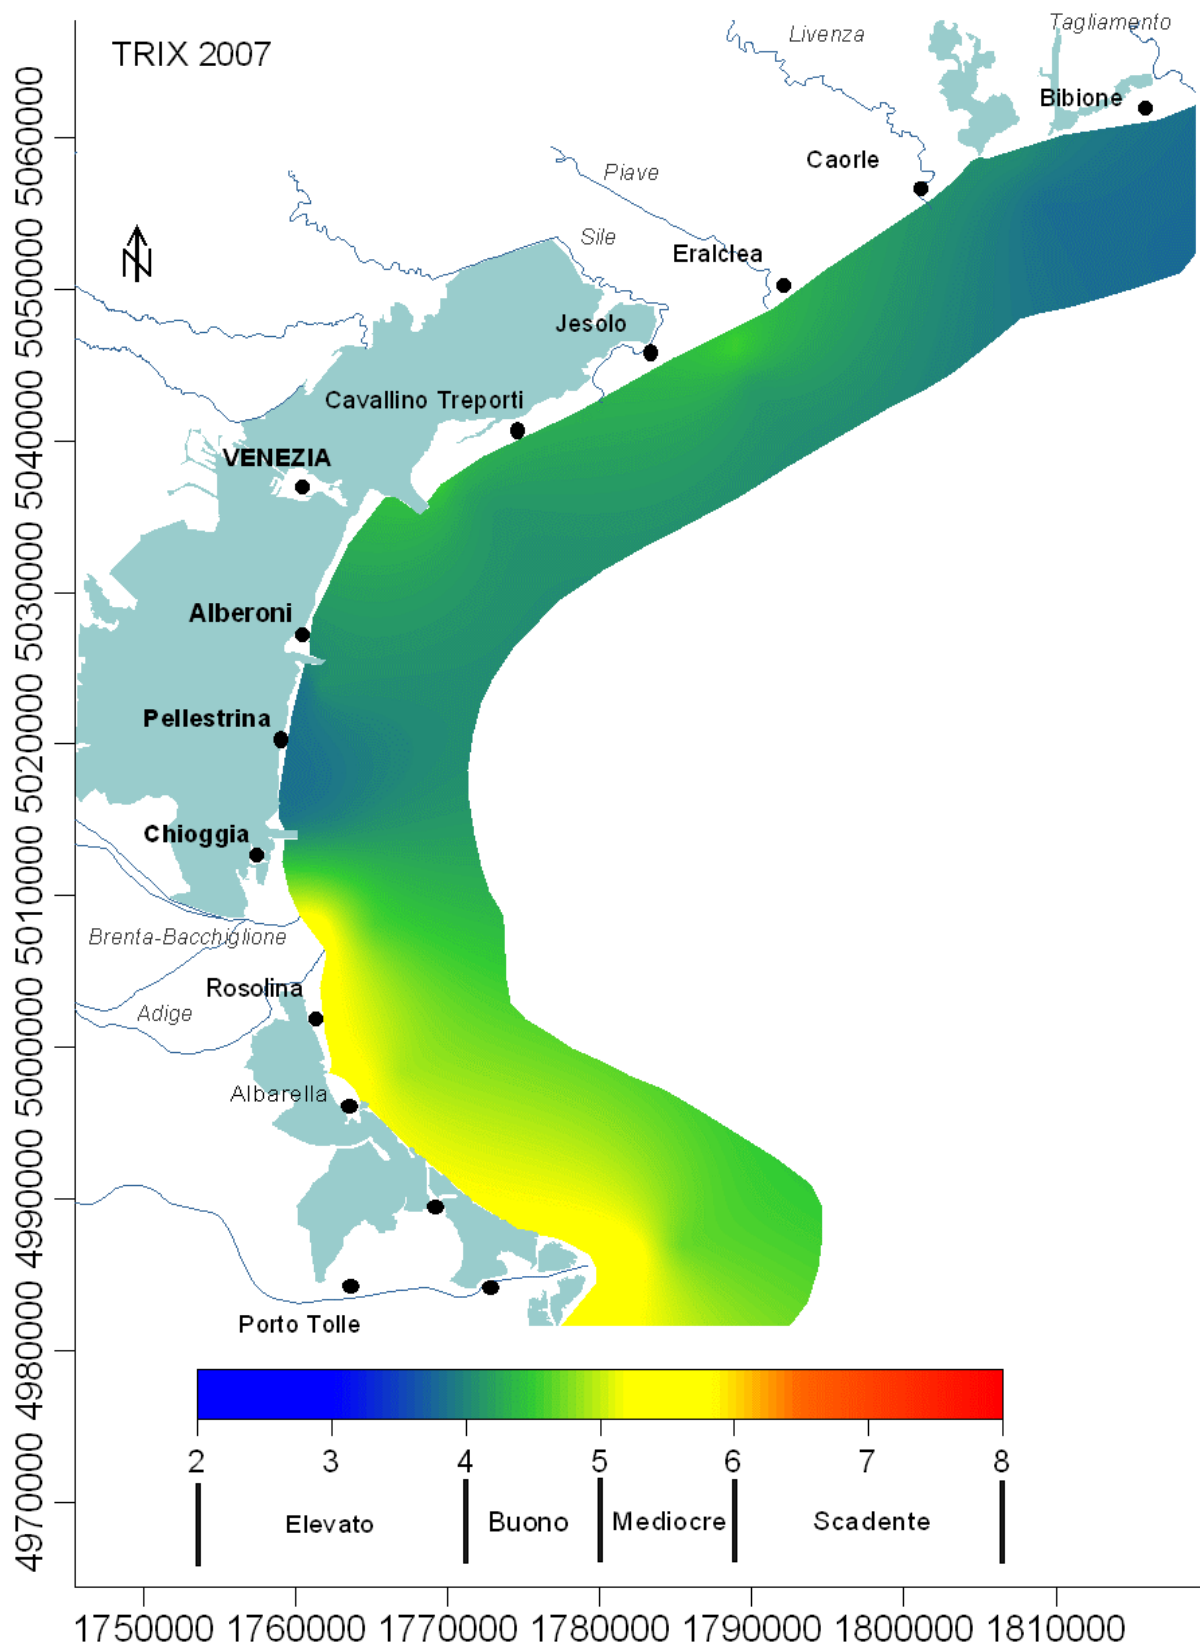 Tagliamento
Livenza
TRIX 2007
Bibione
Caorle
Piave
Sile
Eralclea
N
Jesolo
Cavallino Treporti
VENEZIA
Alberoni
Pellestrina
Chioggia
Brenta-Bacchiglione
Rosolina
Adige
Albarella
Porto Tolle
5060000
5050000
5040000
5030000
5020000
5010000
5000000
4990000
4980000
4970000
2 3 4 5 6 7 8
Elevato Buono Mediocre Scadente
1750000 1760000 1770000 1780000 1790000 1800000 1810000